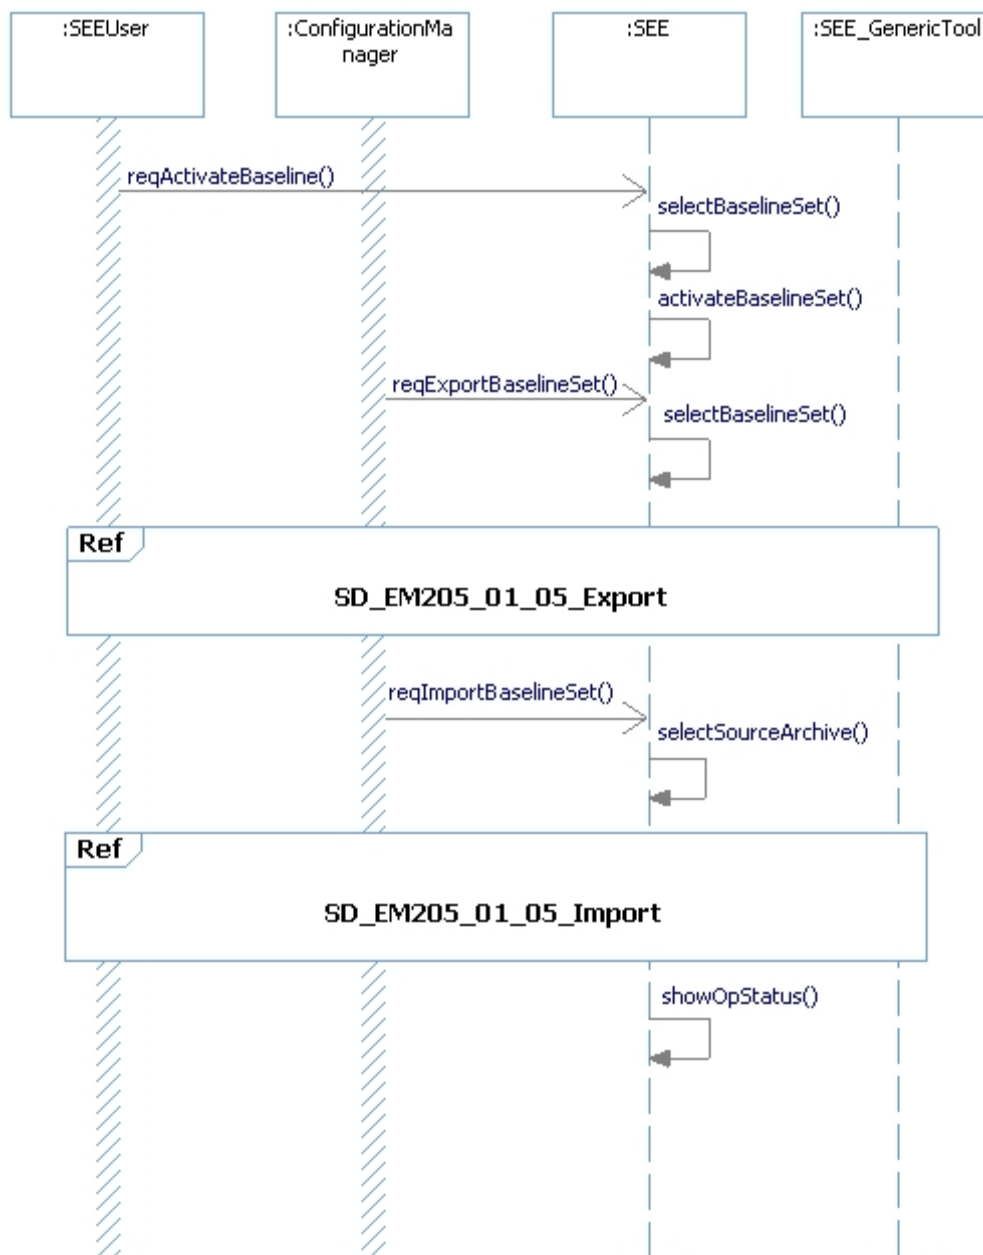 :SEEUser
:ConfigurationMa
nager
:SEE
:SEE_GenericTool
reqActivateBaseline()
selectBaselineSet()
activateBaselineSet()
reqExportBaselineSet()
selectBaselineSet()
Ref
SD_EM205_01_05_Export
reqImportBaselineSet()
selectSourceArchive()
Ref
SD_EM205_01_05_Import
showOpStatus()